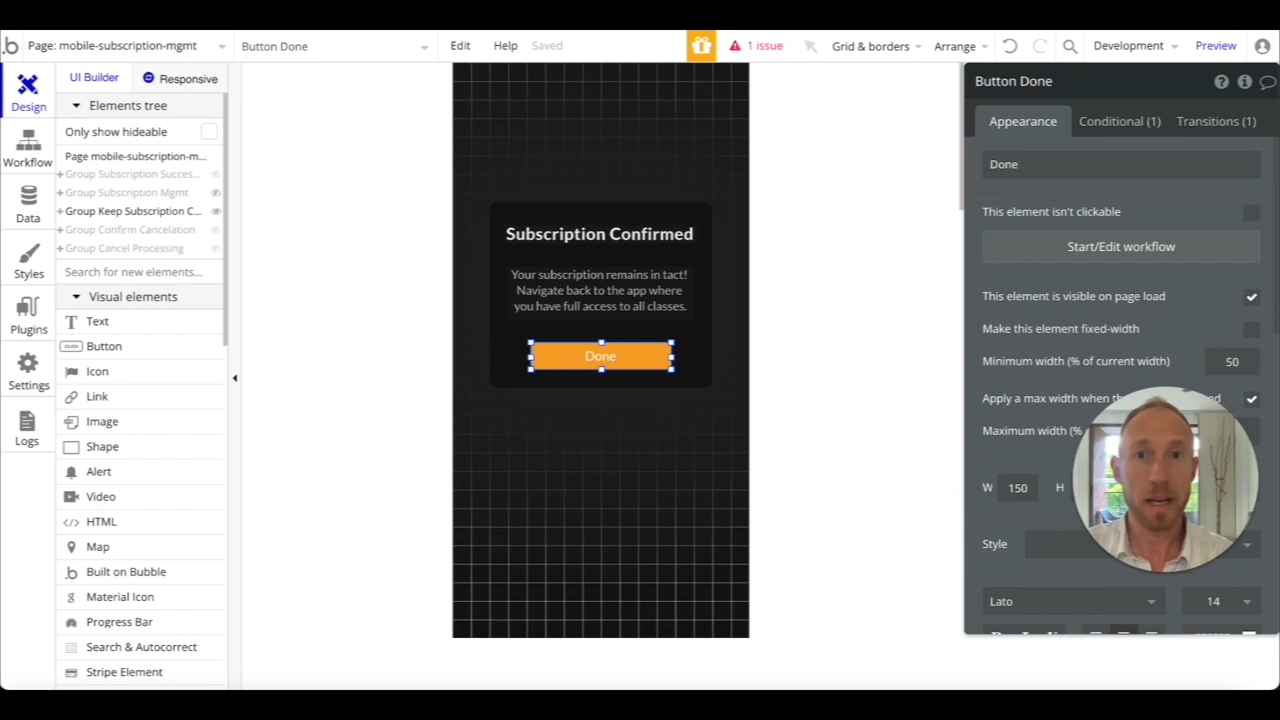 Page: mobile-subscription-mgmt
Button Done
Edit
Help
Saved
1 issue
Grid & borders
Arrange
Development
Preview
Design
Workflow
Data
Styles
Plugins
Settings
Logs
UI Builder
Responsive
Elements tree
Only show hideable
Page mobile-subscription-m...
Group Subscription Succes...
Group Subscription Mgmt
Group Keep Subscription C...
Group Confirm Cancelation
Group Cancel Processing
Search for new elements...
Visual elements
Text
CLICK
Button
Icon
Link
Image
Shape
Alert
Video
HTML
Map
Built on Bubble
Material Icon
Progress Bar
Search & Autocorrect
Stripe Element
Subscription Confirmed
Your subscription remains in tact!
Navigate back to the app where
you have full access to all classes.
Done
Button Done
Appearance
Conditional (1)
Transitions (1)
Done
This element isn't clickable
Start/Edit workflow
This element is visible on page load
Make this element fixed-width
Minimum width (% of current width)
50
Apply a max width when
Maximum width (%
W
150
H
Style
Lato
14